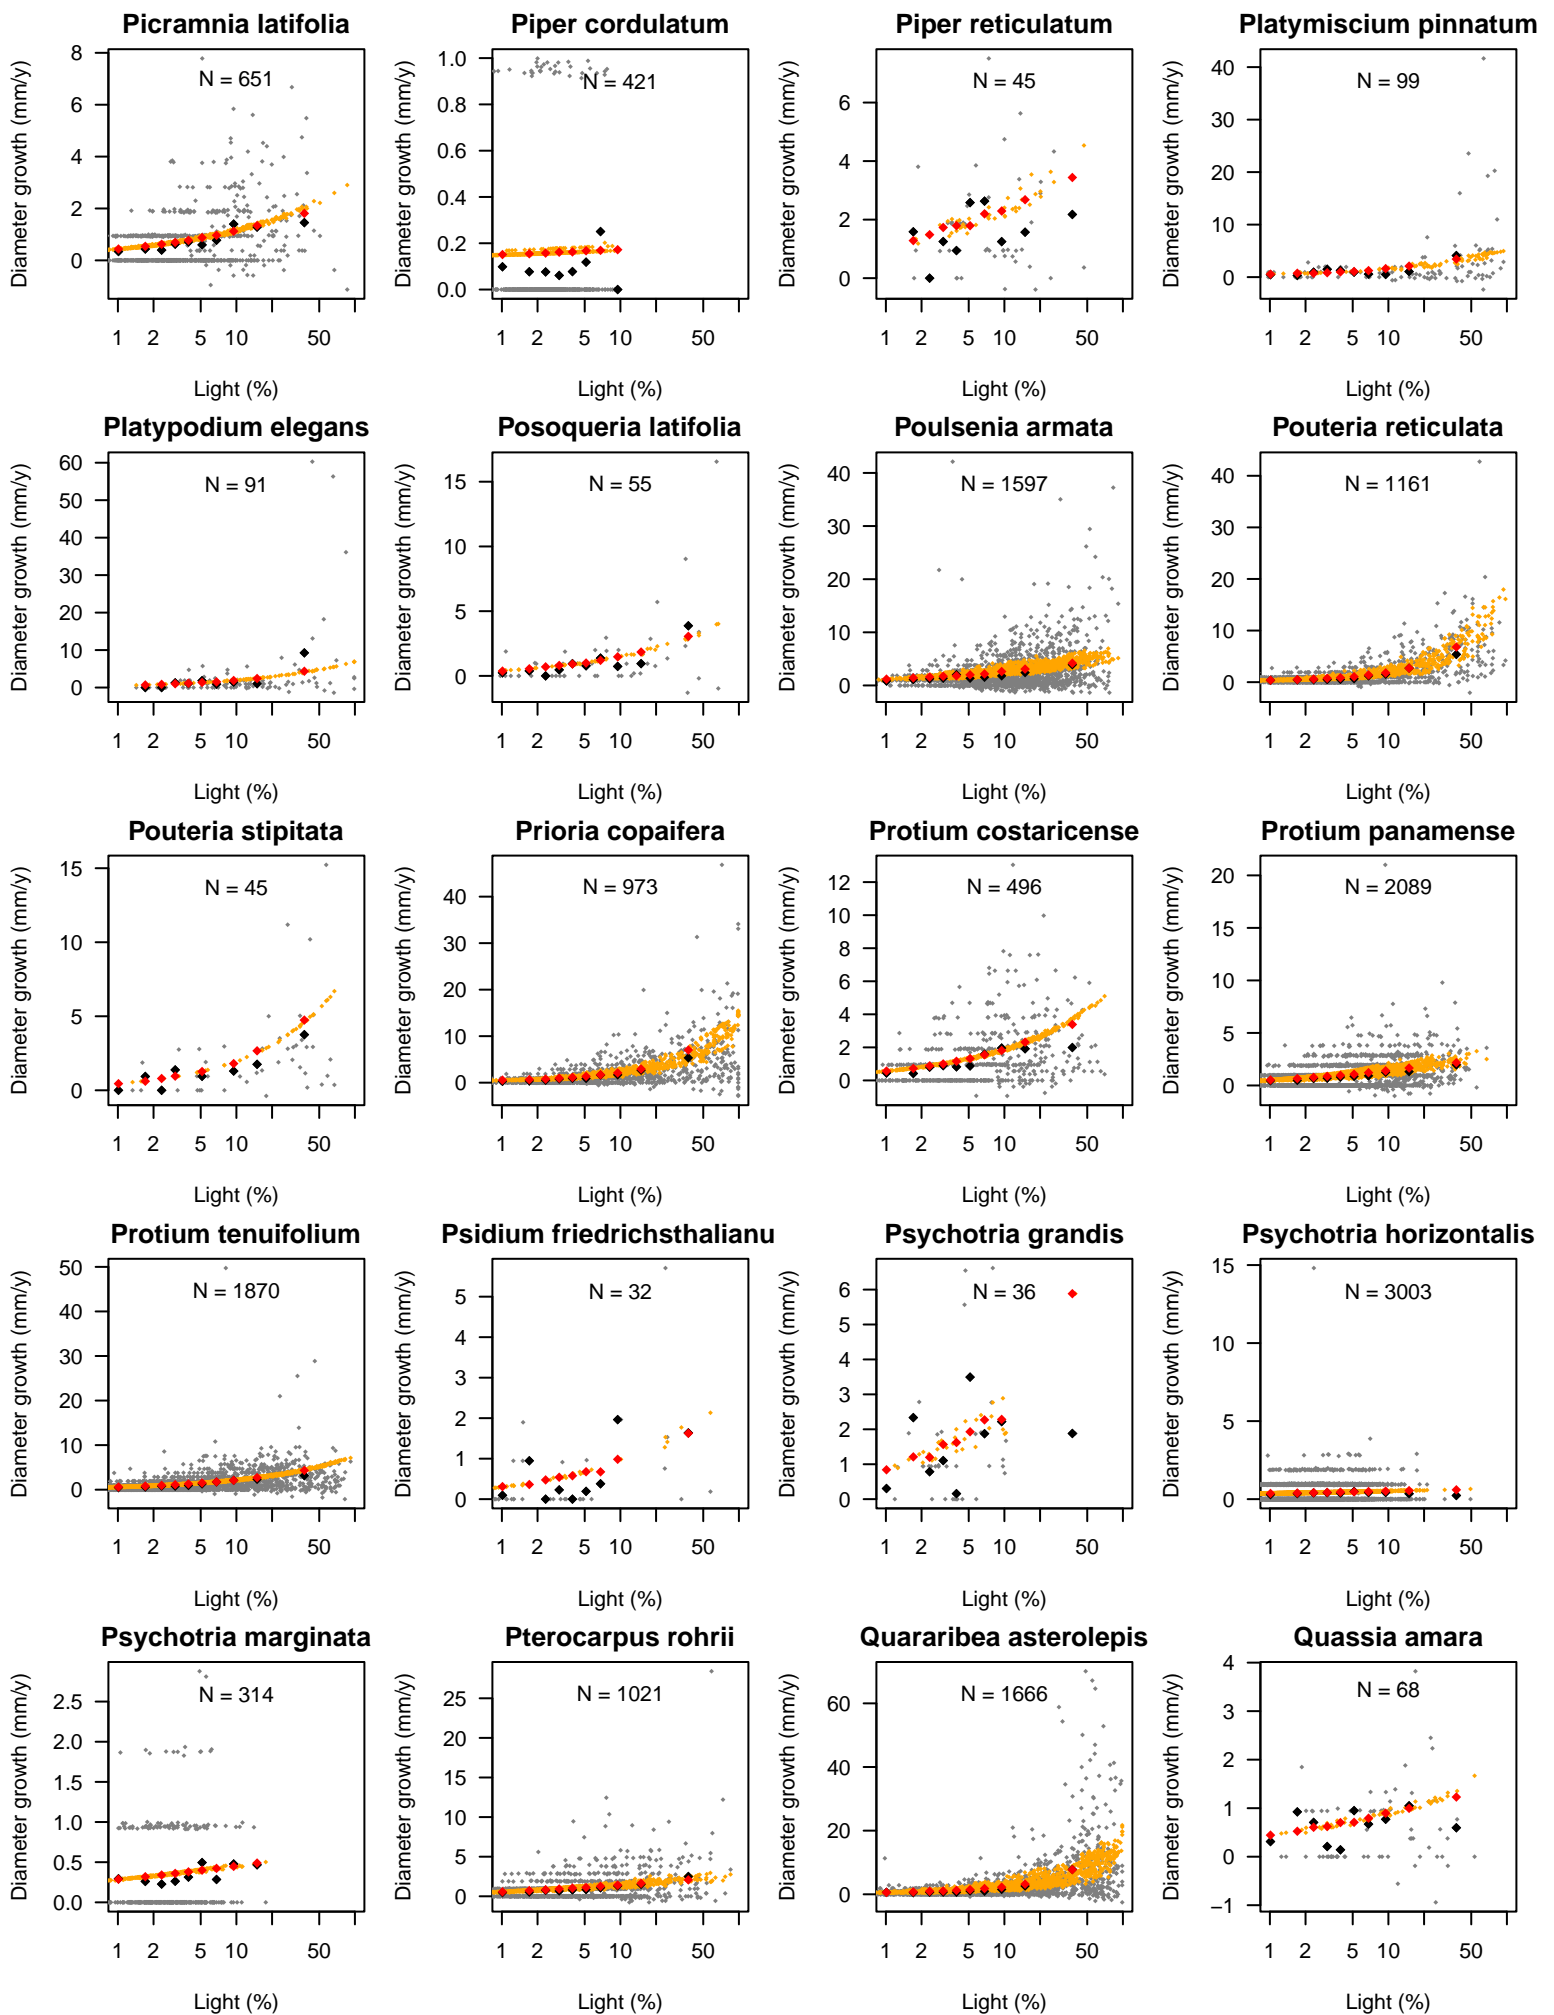 Picramnia latifolia
Diameter growth (mm/y)
N = 651
8
6
4
2
0
1 2 5 10 50
Light (%)
Piper cordulatum
Diameter growth (mm/y)
N = 421
1.0
0.8
0.6
0.4
0.2
0.0
1 2 5 10 50
Light (%)
Piper reticulatum
Diameter growth (mm/y)
N = 45
6
4
2
0
1 2 5 10 50
Light (%)
Platymiscium pinnatum
Diameter growth (mm/y)
N = 99
40
30
20
10
0
1 2 5 10 50
Light (%)
Platypodium elegans
Diameter growth (mm/y)
N = 91
60
50
40
30
20
10
0
1 2 5 10 50
Light (%)
Posoqueria latifolia
Diameter growth (mm/y)
N = 55
15
10
5
0
1 2 5 10 50
Light (%)
Poulsenia armata
Diameter growth (mm/y)
N = 1597
40
30
20
10
0
1 2 5 10 50
Light (%)
Pouteria reticulata
Diameter growth (mm/y)
N = 1161
40
30
20
10
0
1 2 5 10 50
Light (%)
Pouteria stipitata
Diameter growth (mm/y)
N = 45
15
10
5
0
1 2 5 10 50
Light (%)
Prioria copaifera
Diameter growth (mm/y)
N = 973
40
30
20
10
0
1 2 5 10 50
Light (%)
Protium costaricense
Diameter growth (mm/y)
N = 496
12
10
8
6
4
2
0
1 2 5 10 50
Light (%)
Protium panamense
Diameter growth (mm/y)
N = 2089
20
15
10
5
0
1 2 5 10 50
Light (%)
Protium tenuifolium
Diameter growth (mm/y)
N = 1870
50
40
30
20
10
0
1 2 5 10 50
Light (%)
Psidium friedrichsthalianu
Diameter growth (mm/y)
N = 32
5
4
3
2
1
0
1 2 5 10 50
Light (%)
Psychotria grandis
Diameter growth (mm/y)
N = 36
6
5
4
3
2
1
0
1 2 5 10 50
Light (%)
Psychotria horizontalis
Diameter growth (mm/y)
N = 3003
15
10
5
0
1 2 5 10 50
Light (%)
Psychotria marginata
Diameter growth (mm/y)
N = 314
2.5
2.0
1.5
1.0
0.5
0.0
1 2 5 10 50
Light (%)
Pterocarpus rohrii
Diameter growth (mm/y)
N = 1021
25
20
15
10
5
0
1 2 5 10 50
Light (%)
Quararibea asterolepis
Diameter growth (mm/y)
N = 1666
60
40
20
0
1 2 5 10 50
Light (%)
Quassia amara
Diameter growth (mm/y)
N = 68
4
3
2
1
0
−1
1 2 5 10 50
Light (%)